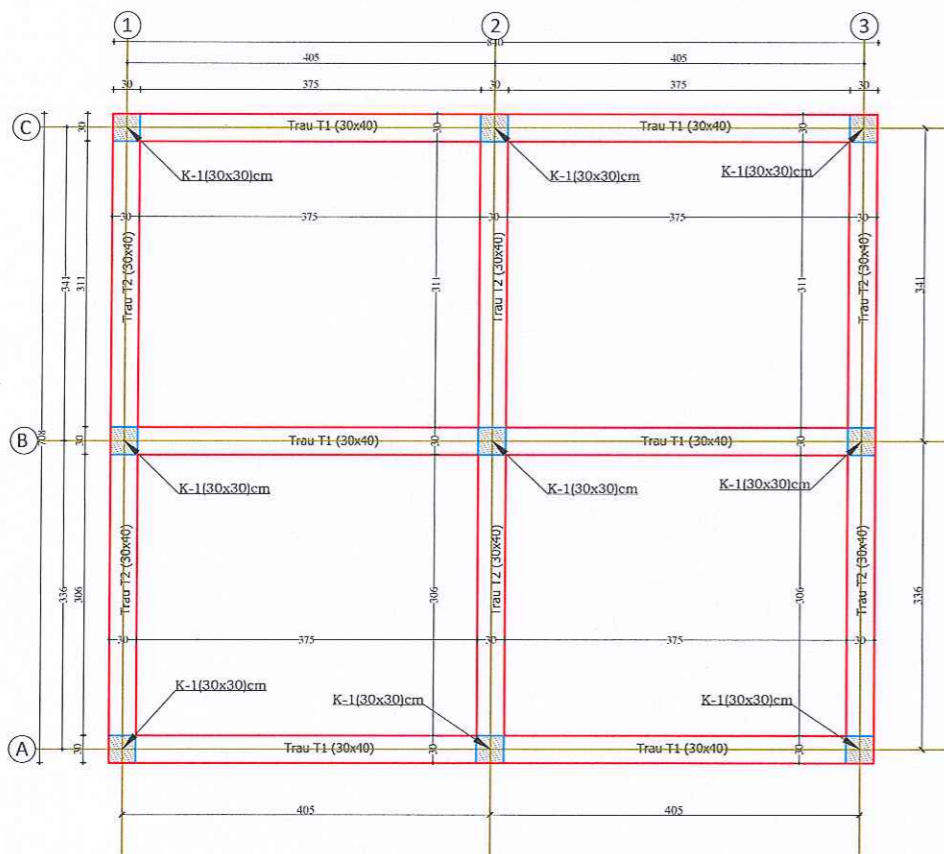 1 2 3
840
405 405
30 375 30 375 30
C 30 Trau T1 (30x40) 30 Trau T1 (30x40) 30
K-1(30x30)cm K-1(30x30)cm K-1(30x30)cm
30 375 30 375 30
341 311 Trau T2 (30x40) 311 Trau T2 (30x40) 311 Trau T2 (30x40) 341
B 708 30 Trau T1 (30x40) 30 Trau T1 (30x40) 30
K-1(30x30)cm K-1(30x30)cm K-1(30x30)cm
336 306 Trau T2 (30x40) 306 Trau T2 (30x40) 306 Trau T2 (30x40) 336
30 375 30 375 30
K-1(30x30)cm K-1(30x30)cm K-1(30x30)cm
A 30 Trau T1 (30x40) 30 Trau T1 (30x40) 30
405 405